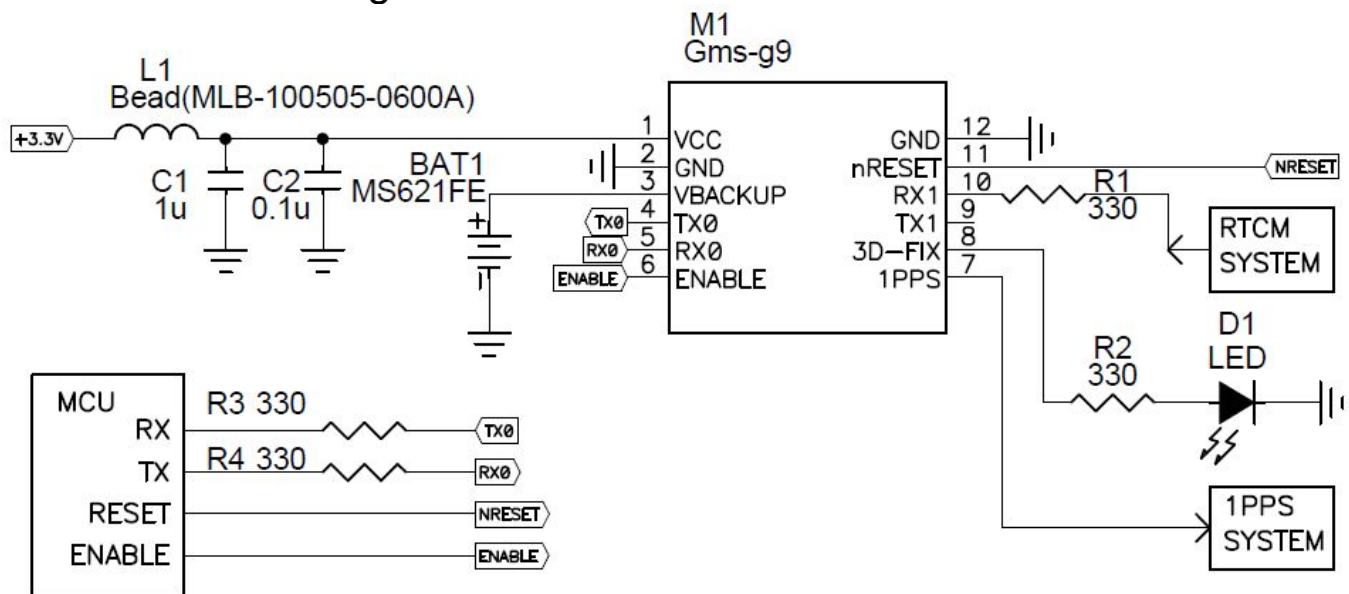 g
M1
Gms-g9
L1
Bead(MLB-100505-0600A)
+3.3V
C1
1u
C2
0.1u
BAT1
MS621FE
+
1
2
3
4
5
6
VCC
GND
VBACKUP
TX0
RX0
ENABLE
TX0
RX0
ENABLE
GND
nRESET
RX1
TX1
3D-FIX
1PPS
12
11
10
9
8
7
NRESET
R1
330
RTCM
SYSTEM
R2
330
D1
LED
1PPS
SYSTEM
MCU
RX
TX
RESET
ENABLE
R3 330
R4 330
TX0
RX0
NRESET
ENABLE